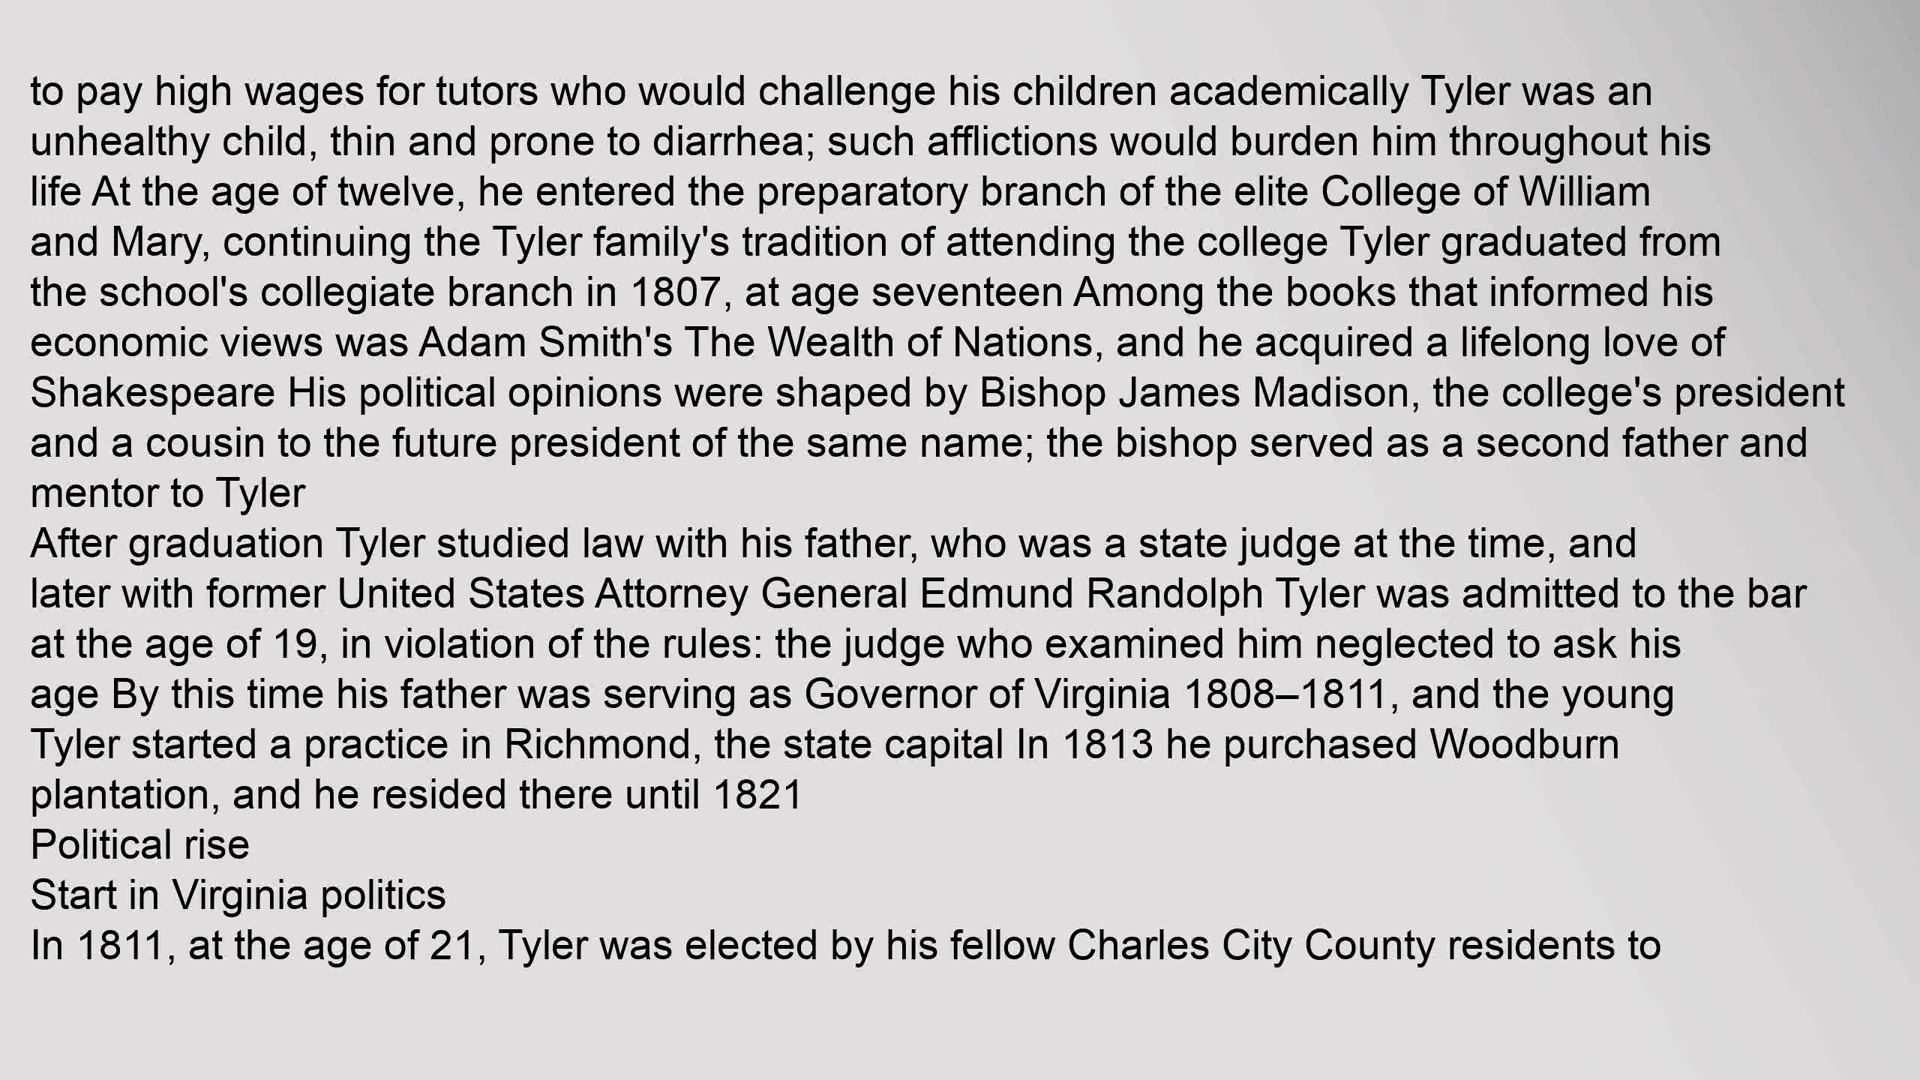 to pay high wages for tutors who would challenge his children academically Tyler was an
unhealthy child, thin and prone to diarrhea; such afflictions would burden him throughout his
life At the age of twelve, he entered the preparatory branch of the elite College of William
and Mary, continuing the Tyler family's tradition of attending the college Tyler graduated from
the school's collegiate branch in 1807, at age seventeen Among the books that informed his
economic views was Adam Smith's The Wealth of Nations, and he acquired a lifelong love of
Shakespeare His political opinions were shaped by Bishop James Madison, the college's president
and a cousin to the future president of the same name; the bishop served as a second father and
mentor to Tyler
After graduation Tyler studied law with his father, who was a state judge at the time, and
later with former United States Attorney General Edmund Randolph Tyler was admitted to the bar
at the age of 19, in violation of the rules: the judge who examined him neglected to ask his
age By this time his father was serving as Governor of Virginia 1808–1811, and the young
Tyler started a practice in Richmond, the state capital In 1813 he purchased Woodburn
plantation, and he resided there until 1821
Political rise
Start in Virginia politics
In 1811, at the age of 21, Tyler was elected by his fellow Charles City County residents to